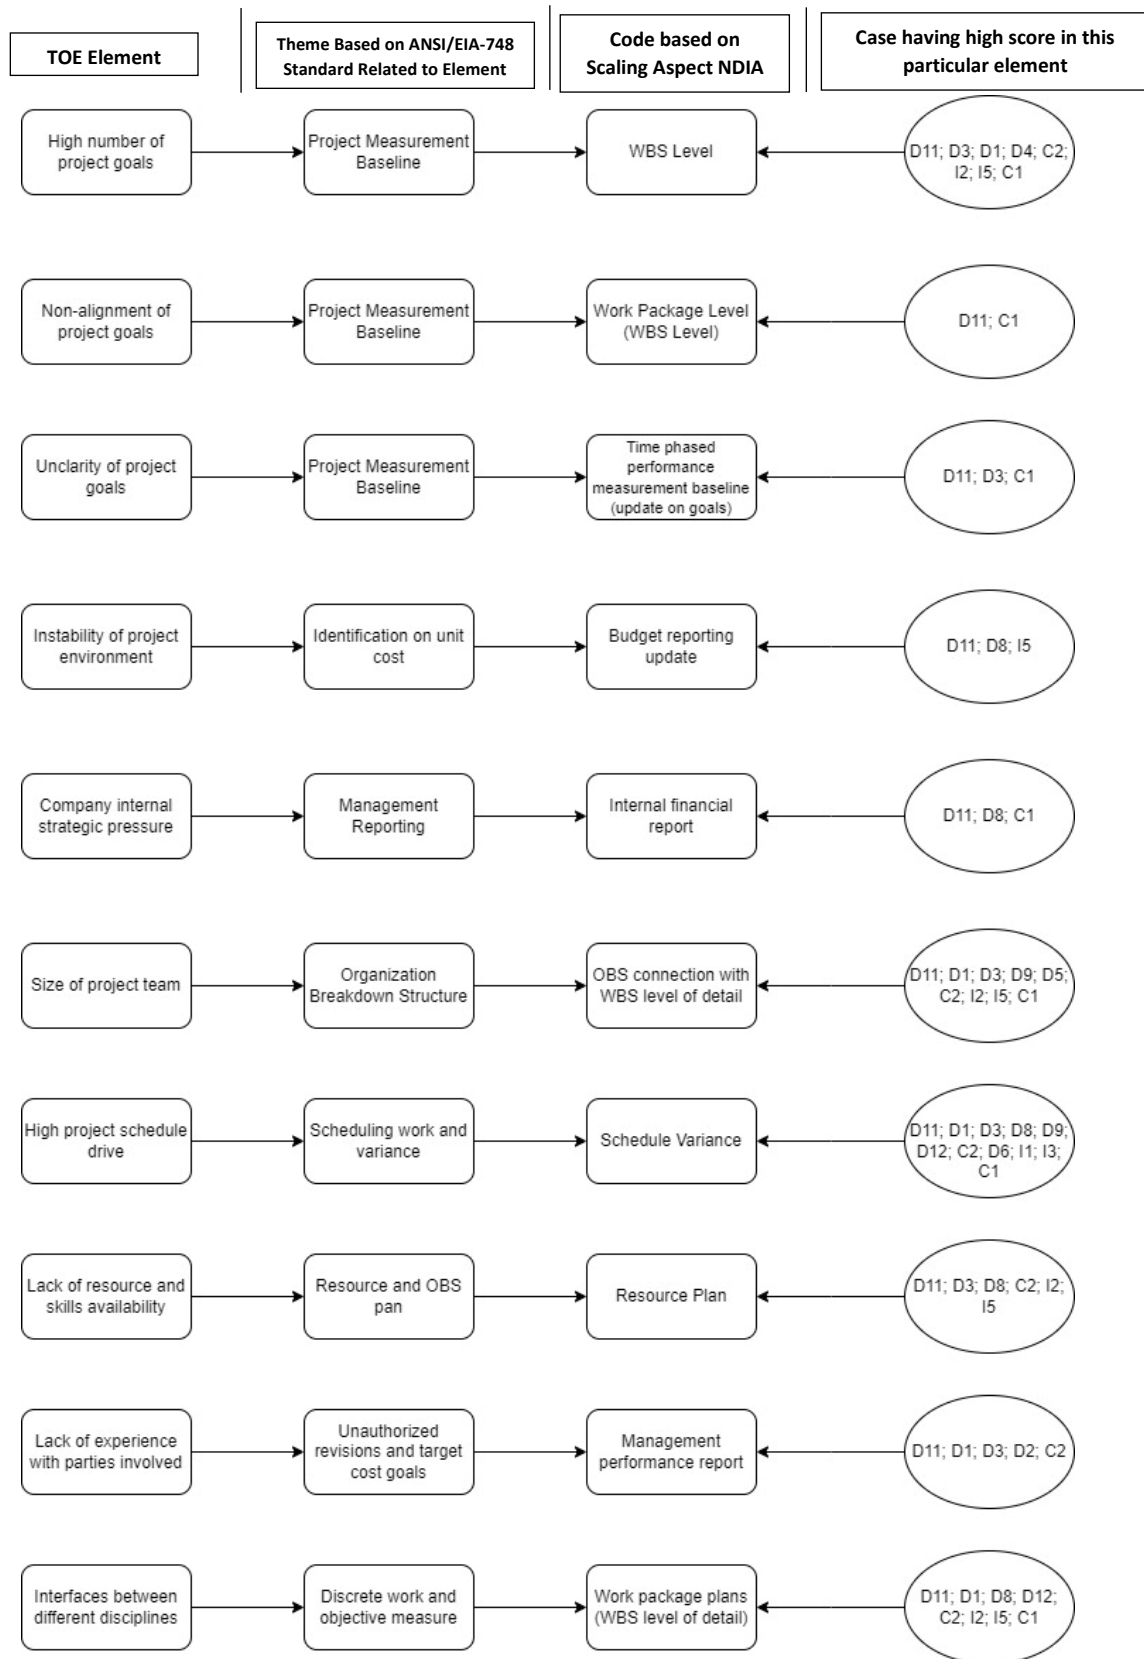 TOE Element
Theme Based on ANSI/EIA-748
Standard Related to Element
Code based on
Scaling Aspect NDIA
Case having high score in this
particular element
High number of
project goals
Project Measurement
Baseline
WBS Level
D11; D3; D1; D4; C2;
I2; I5; C1
Non-alignment of
project goals
Project Measurement
Baseline
Work Package Level
(WBS Level)
D11; C1
Unclarity of project
goals
Project Measurement
Baseline
Time phased
performance
measurement baseline
(update on goals)
D11; D3; C1
Instability of project
environment
Identification on unit
cost
Budget reporting
update
D11; D8; I5
Company internal
strategic pressure
Management
Reporting
Internal financial
report
D11; D8; C1
Size of project team
Organization
Breakdown Structure
OBS connection with
WBS level of detail
D11; D1; D3; D9; D5;
C2; I2; I5; C1
High project schedule
drive
Scheduling work and
variance
Schedule Variance
D11; D1; D3; D8; D9;
D12; C2; D6; I1; I3;
C1
Lack of resource and
skills availability
Resource and OBS
pan
Resource Plan
D11; D3; D8; C2; I2;
I5
Lack of experience
with parties involved
Unauthorized
revisions and target
cost goals
Management
performance report
D11; D1; D3; D2; C2
Interfaces between
different disciplines
Discrete work and
objective measure
Work package plans
(WBS level of detail)
D11; D1; D8; D12;
C2; I2; I5; C1